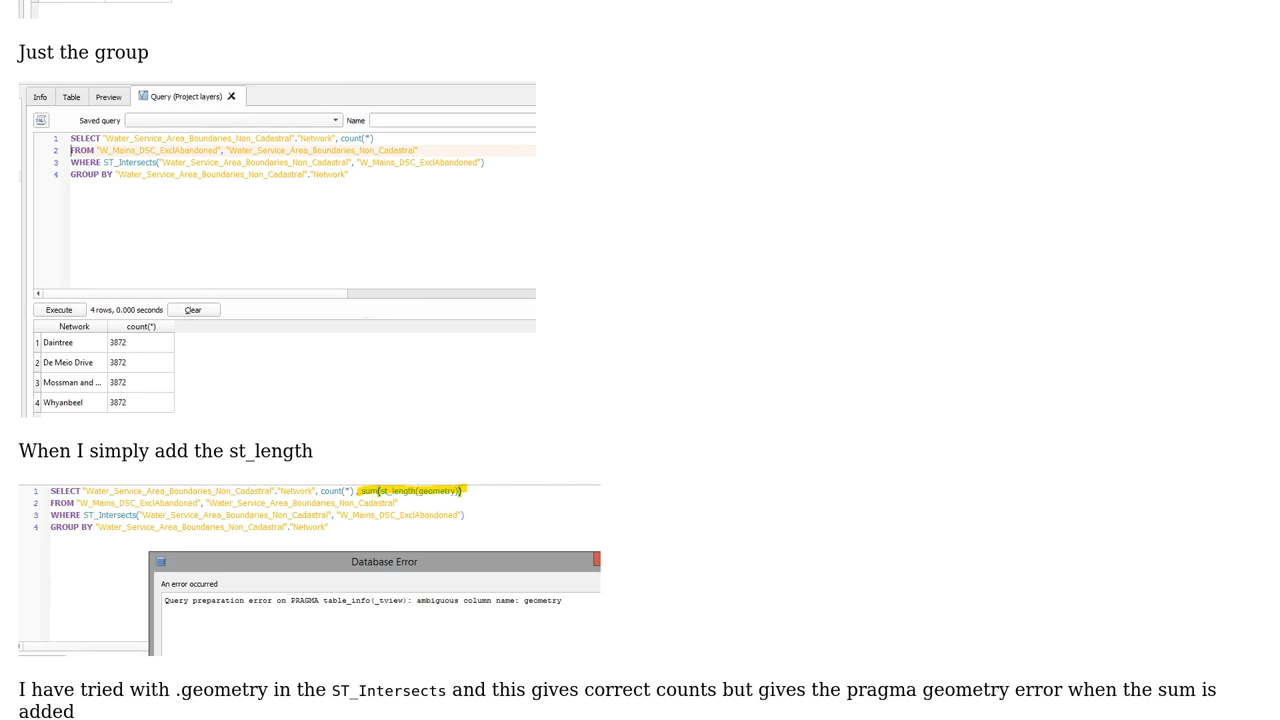 Just the group
Info Table Preview Query (Project layers) X
Saved query Name
1 SELECT "Water_Service_Area_Boundaries_Non_Cadastral"."Network", count(*)
2 FROM "W_Mains_DSC_ExclAbandoned", "Water_Service_Area_Boundaries_Non_Cadastral"
3 WHERE ST_Intersects("Water_Service_Area_Boundaries_Non_Cadastral", "W_Mains_DSC_ExclAbandoned")
4 GROUP BY "Water_Service_Area_Boundaries_Non_Cadastral"."Network"
Execute 4 rows, 0.000 seconds Clear
Network count(*)
1 Daintree 3872
2 De Meio Drive 3872
3 Mossman and ... 3872
4 Whyanbeel 3872
When I simply add the st_length
1 SELECT "Water_Service_Area_Boundaries_Non_Cadastral"."Network", count(*) , sum(st_length(geometry))
2 FROM "W_Mains_DSC_ExclAbandoned", "Water_Service_Area_Boundaries_Non_Cadastral"
3 WHERE ST_Intersects("Water_Service_Area_Boundaries_Non_Cadastral", "W_Mains_DSC_ExclAbandoned")
4 GROUP BY "Water_Service_Area_Boundaries_Non_Cadastral"."Network"
Database Error
An error occurred
Query preparation error on PRAGMA table_info(_tview): ambiguous column name: geometry
I have tried with .geometry in the ST_Intersects and this gives correct counts but gives the pragma geometry error when the sum is
added